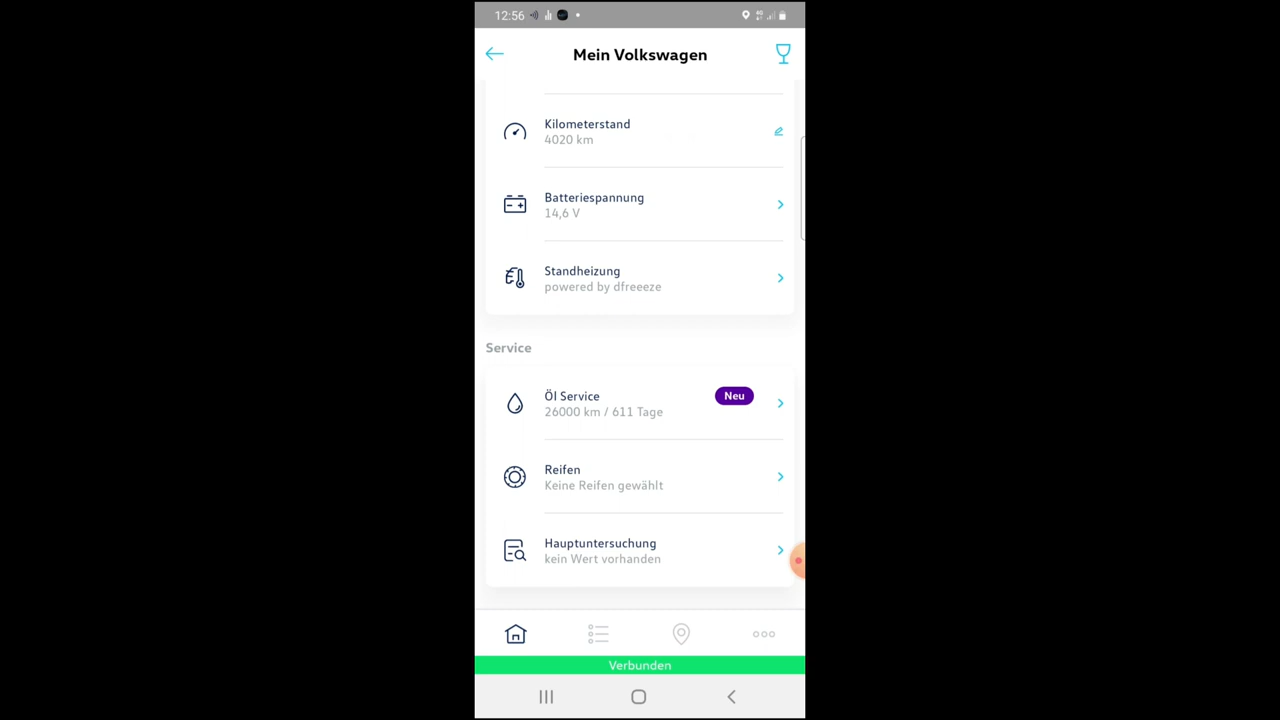 12:56
Mein Volkswagen
Kilometerstand
4020 km
Batteriespannung
14,6 V
Standheizung
powered by dfreeeze
Service
Öl Service
Neu
26000 km / 611 Tage
Reifen
Keine Reifen gewählt
Hauptuntersuchung
kein Wert vorhanden
Verbunden